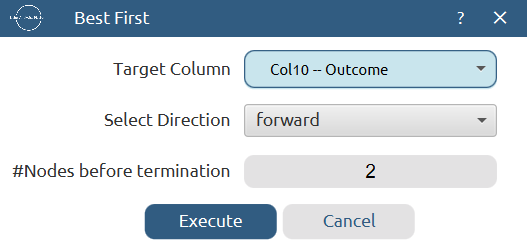 Best First ? ×
Target Column Col10 -- Outcome
Select Direction forward
#Nodes before termination 2
Execute Cancel